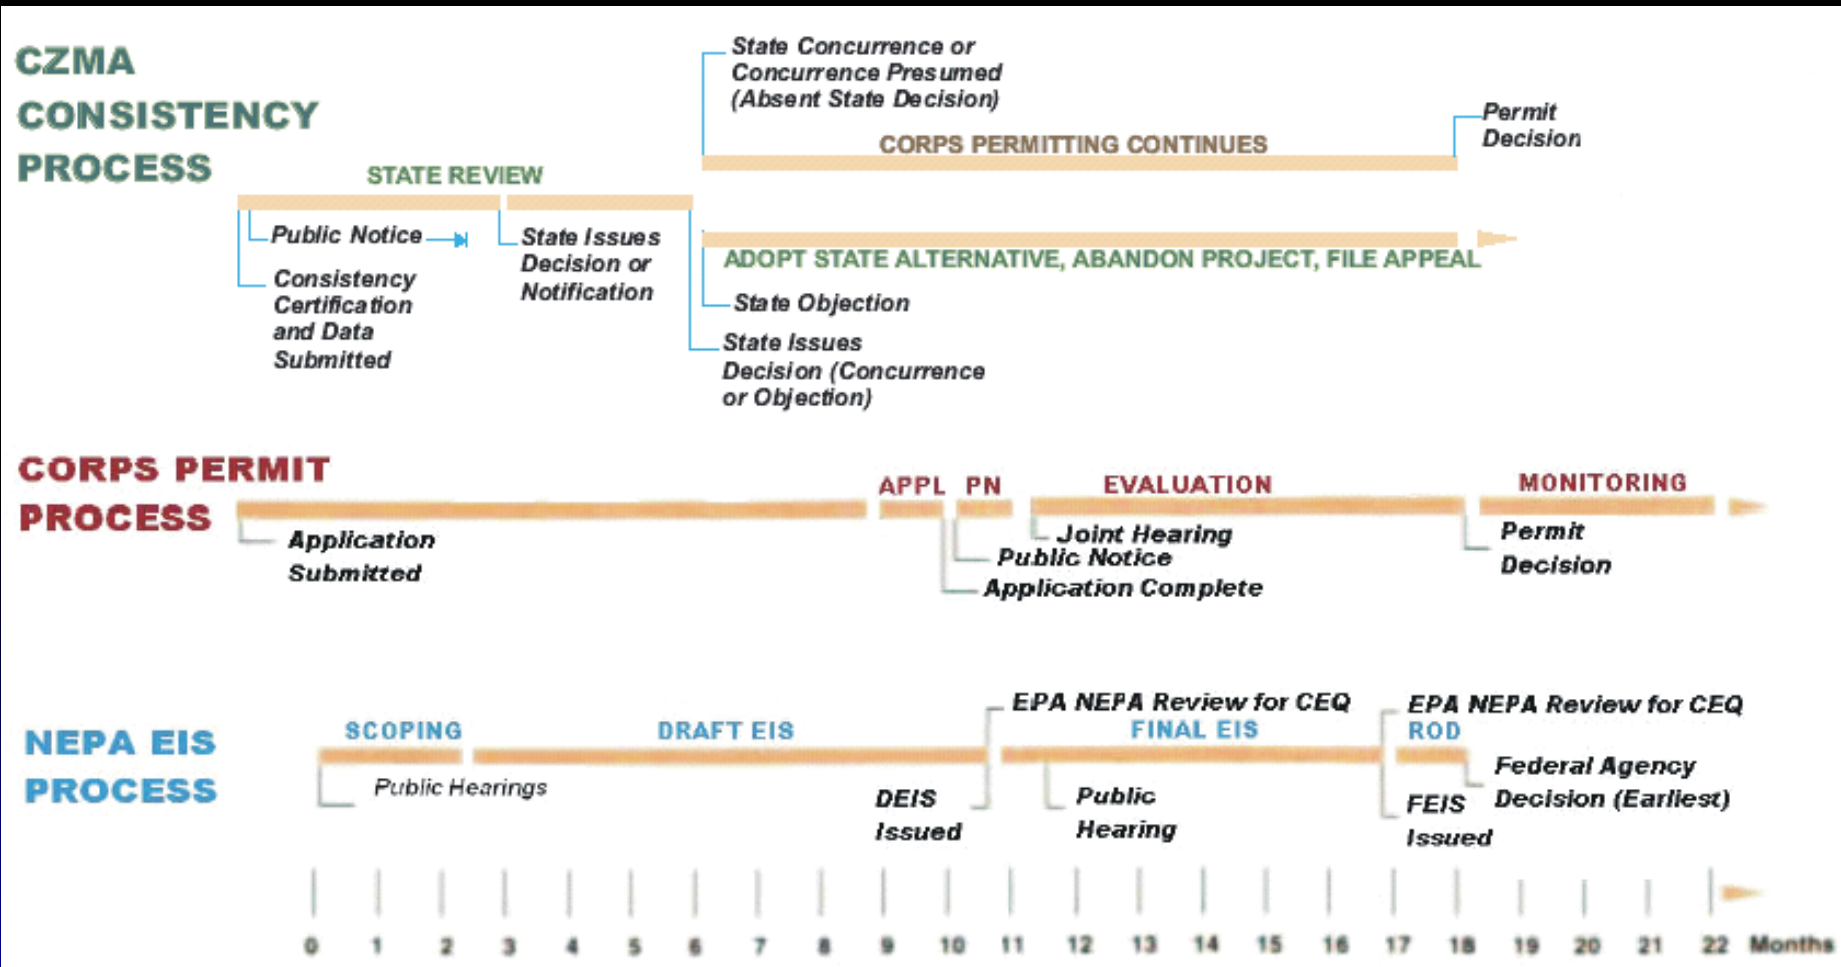 CZMA
CONSISTENCY
PROCESS
State Concurrence or
Concurrence Presumed
(Absent State Decision)
CORPS PERMITTING CONTINUES
Permit
Decision
STATE REVIEW
Public Notice
Consistency
Certification
and Data
Submitted
State Issues
Decision or
Notification
ADOPT STATE ALTERNATIVE, ABANDON PROJECT, FILE APPEAL
State Objection
State Issues
Decision (Concurrence
or Objection)
CORPS PERMIT
PROCESS
APPL PN EVALUATION MONITORING
Application
Submitted
Joint Hearing
Public Notice
Application Complete
Permit
Decision
NEPA EIS
PROCESS
SCOPING
Public Hearings
DRAFT EIS
EPA NEPA Review for CEQ
FINAL EIS
DEIS
Issued
Public
Hearing
EPA NEPA Review for CEQ
ROD
FEIS
Issued
Federal Agency
Decision (Earliest)
0 1 2 3 4 5 6 7 8 9 10 11 12 13 14 15 16 17 18 19 20 21 22 Months